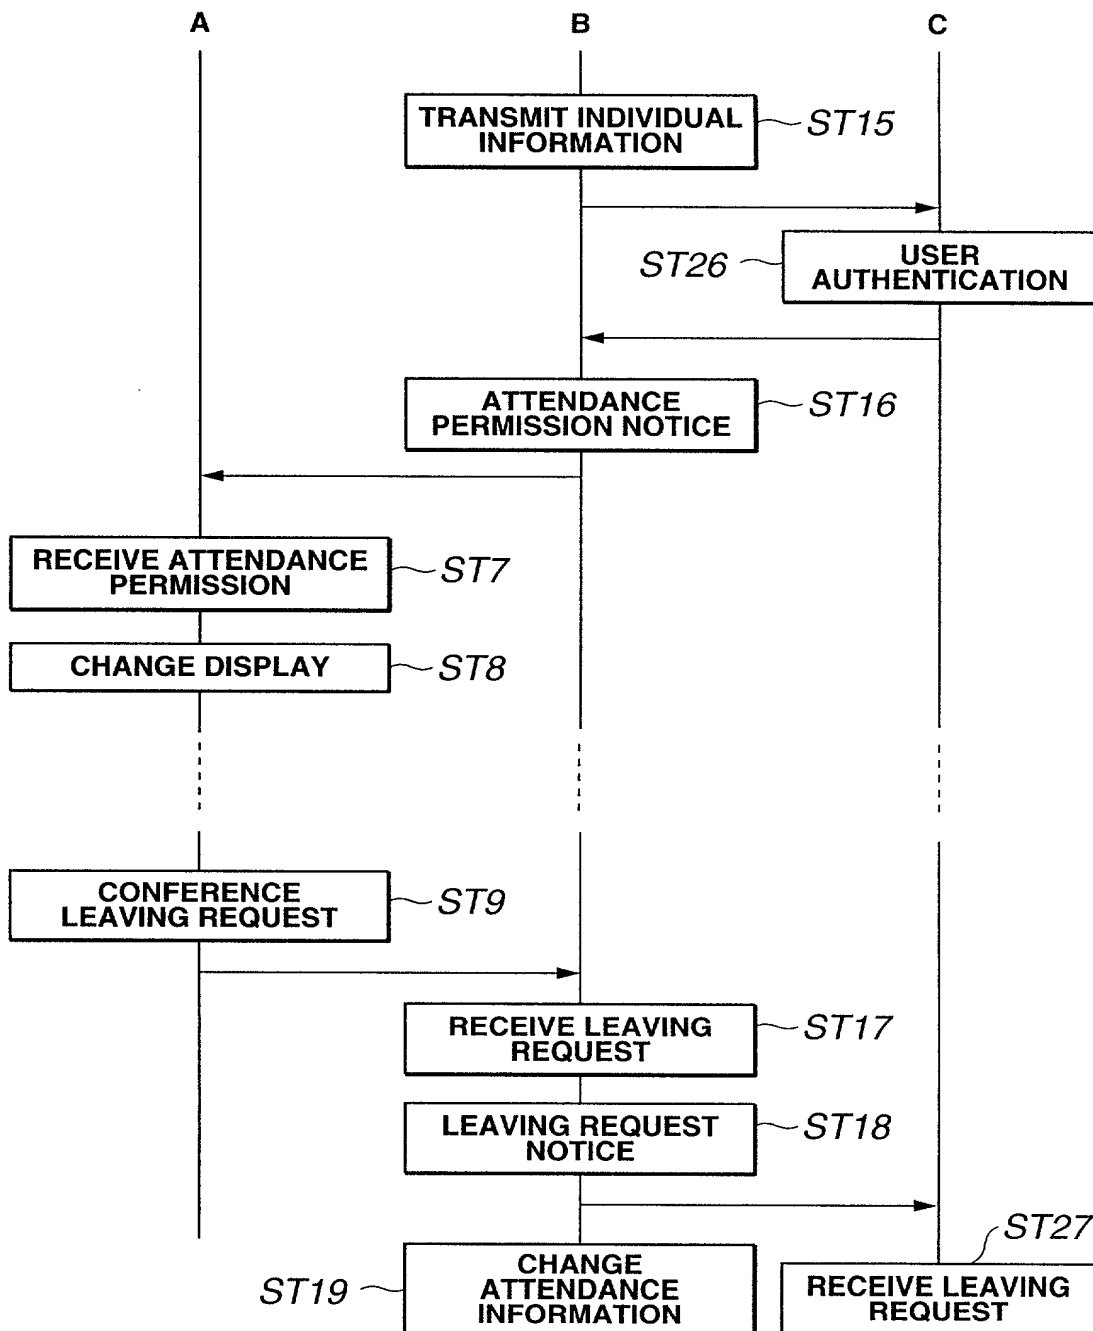 A
B
C
TRANSMIT INDIVIDUAL
INFORMATION
ST15
USER
AUTHENTICATION
ST26
ATTENDANCE
PERMISSION NOTICE
ST16
RECEIVE ATTENDANCE
PERMISSION
ST7
CHANGE DISPLAY
ST8
CONFERENCE
LEAVING REQUEST
ST9
RECEIVE LEAVING
REQUEST
ST17
LEAVING REQUEST
NOTICE
ST18
ST27
ST19
CHANGE
ATTENDANCE
INFORMATION
RECEIVE LEAVING
REQUEST